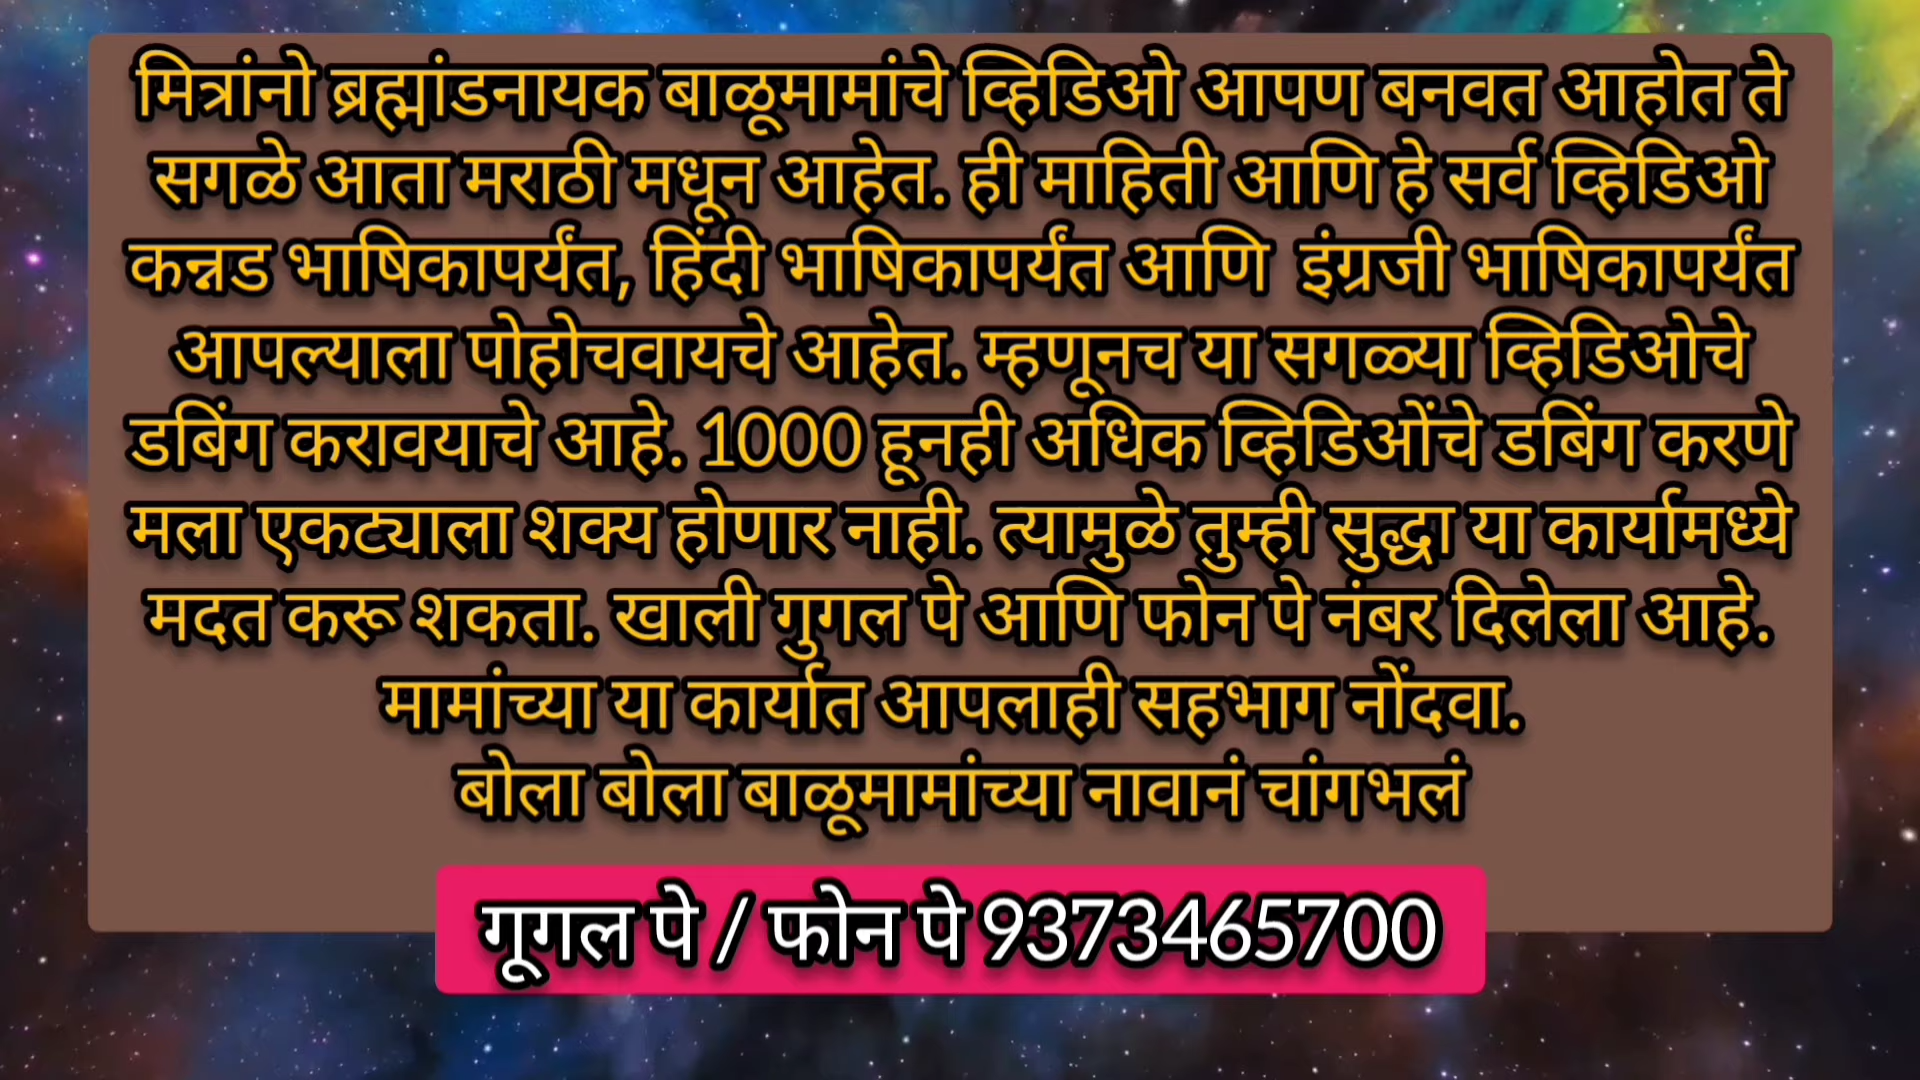 मित्रांनो ब्रह्मांडनायक बाळूमामांचे व्हिडिओ आपण बनवत आहोत ते
सगळे आता मराठी मधून आहेत. ही माहिती आणि हे सर्व व्हिडिओ
कन्नड भाषिकापर्यंत, हिंदी भाषिकापर्यंत आणि इंग्रजी भाषिकापर्यंत
आपल्याला पोहोचवायचे आहेत. म्हणूनच या सगळ्या व्हिडिओचे
डबिंग करावयाचे आहे. 1000 हूनही अधिक व्हिडिओंचे डबिंग करणे
मला एकट्याला शक्य होणार नाही. त्यामुळे तुम्ही सुद्धा या कार्यामध्ये
मदत करू शकता. खाली गुगल पे आणि फोन पे नंबर दिलेला आहे.
मामांच्या या कार्यात आपलाही सहभाग नोंदवा.
बोला बोला बाळूमामांच्या नावानं चांगभलं
गूगल पे / फोन पे 9373465700